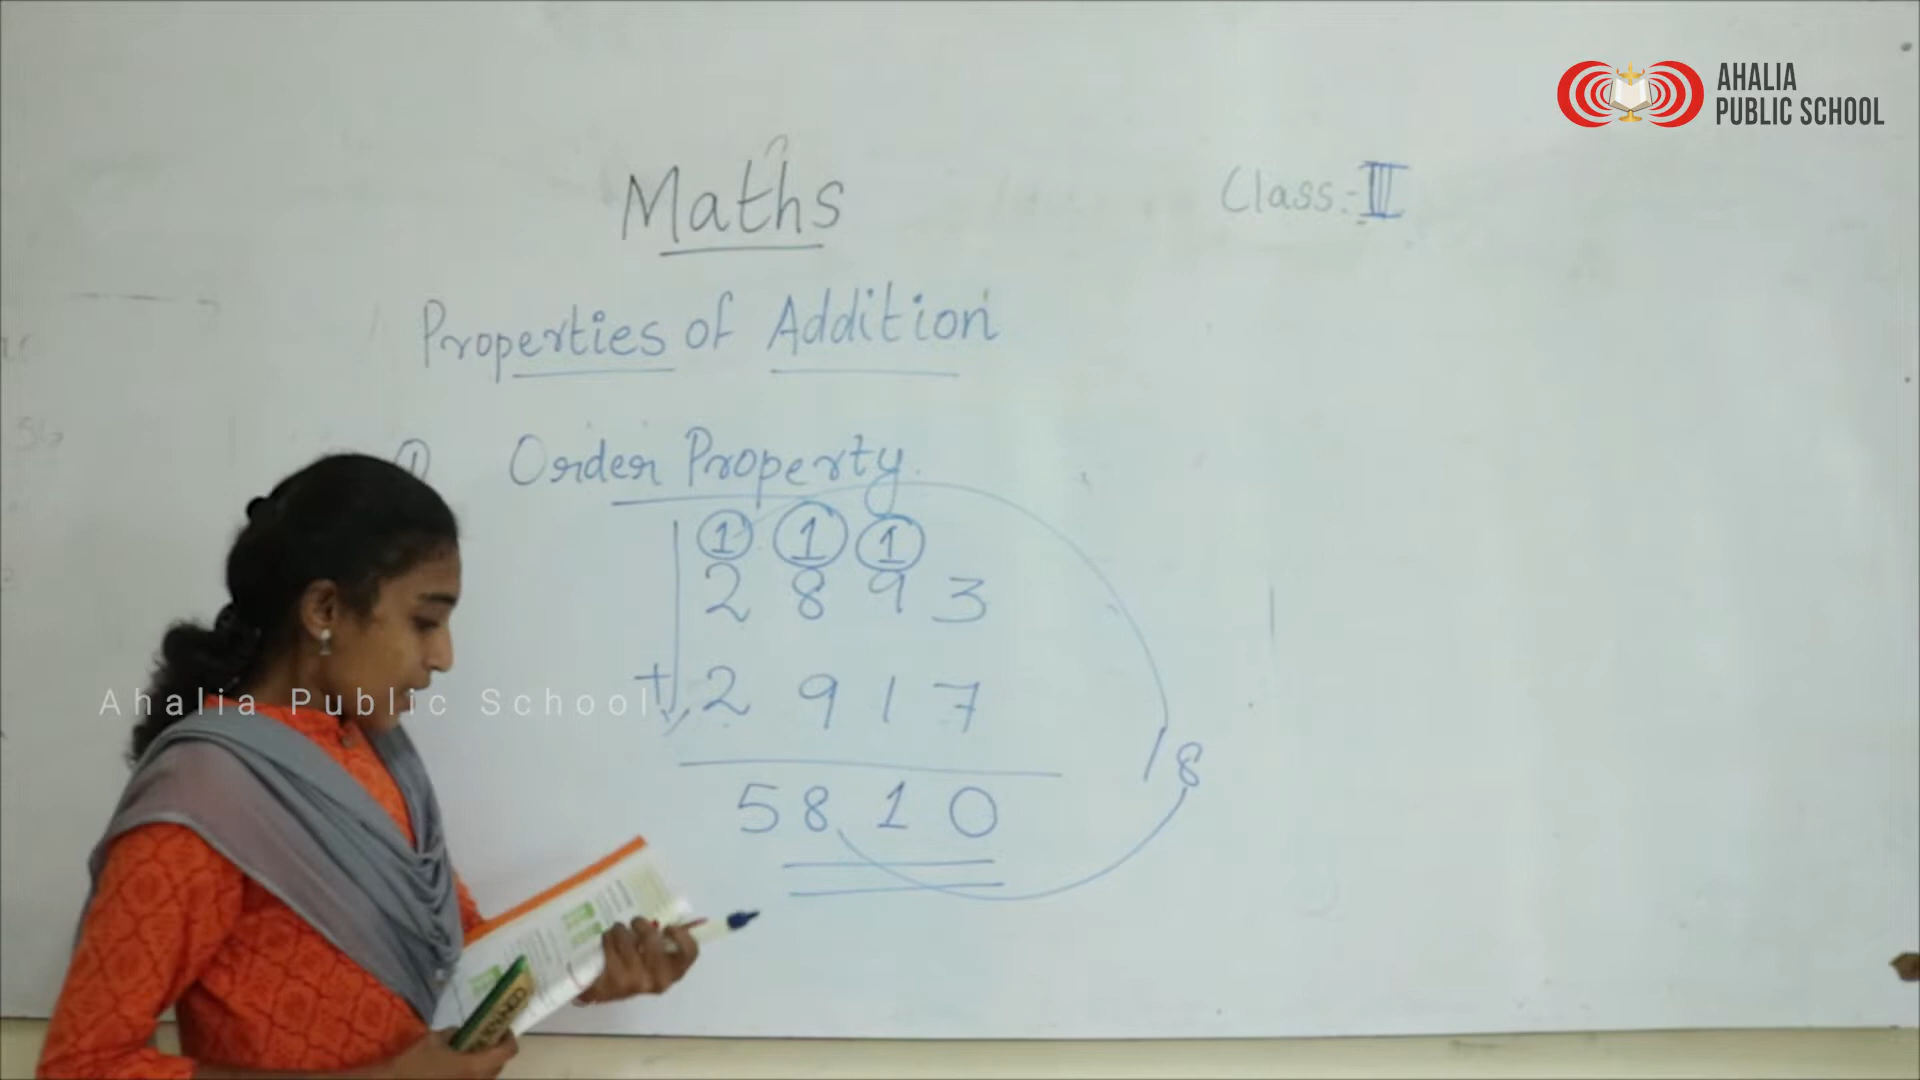 AHALIA
PUBLIC SCHOOL
Maths
Class:- III
Properties of Addition
① Order Property
1 1 1
2 8 9 3
+ 2 9 1 7
18
5 8 1 0
Ahalia Public School